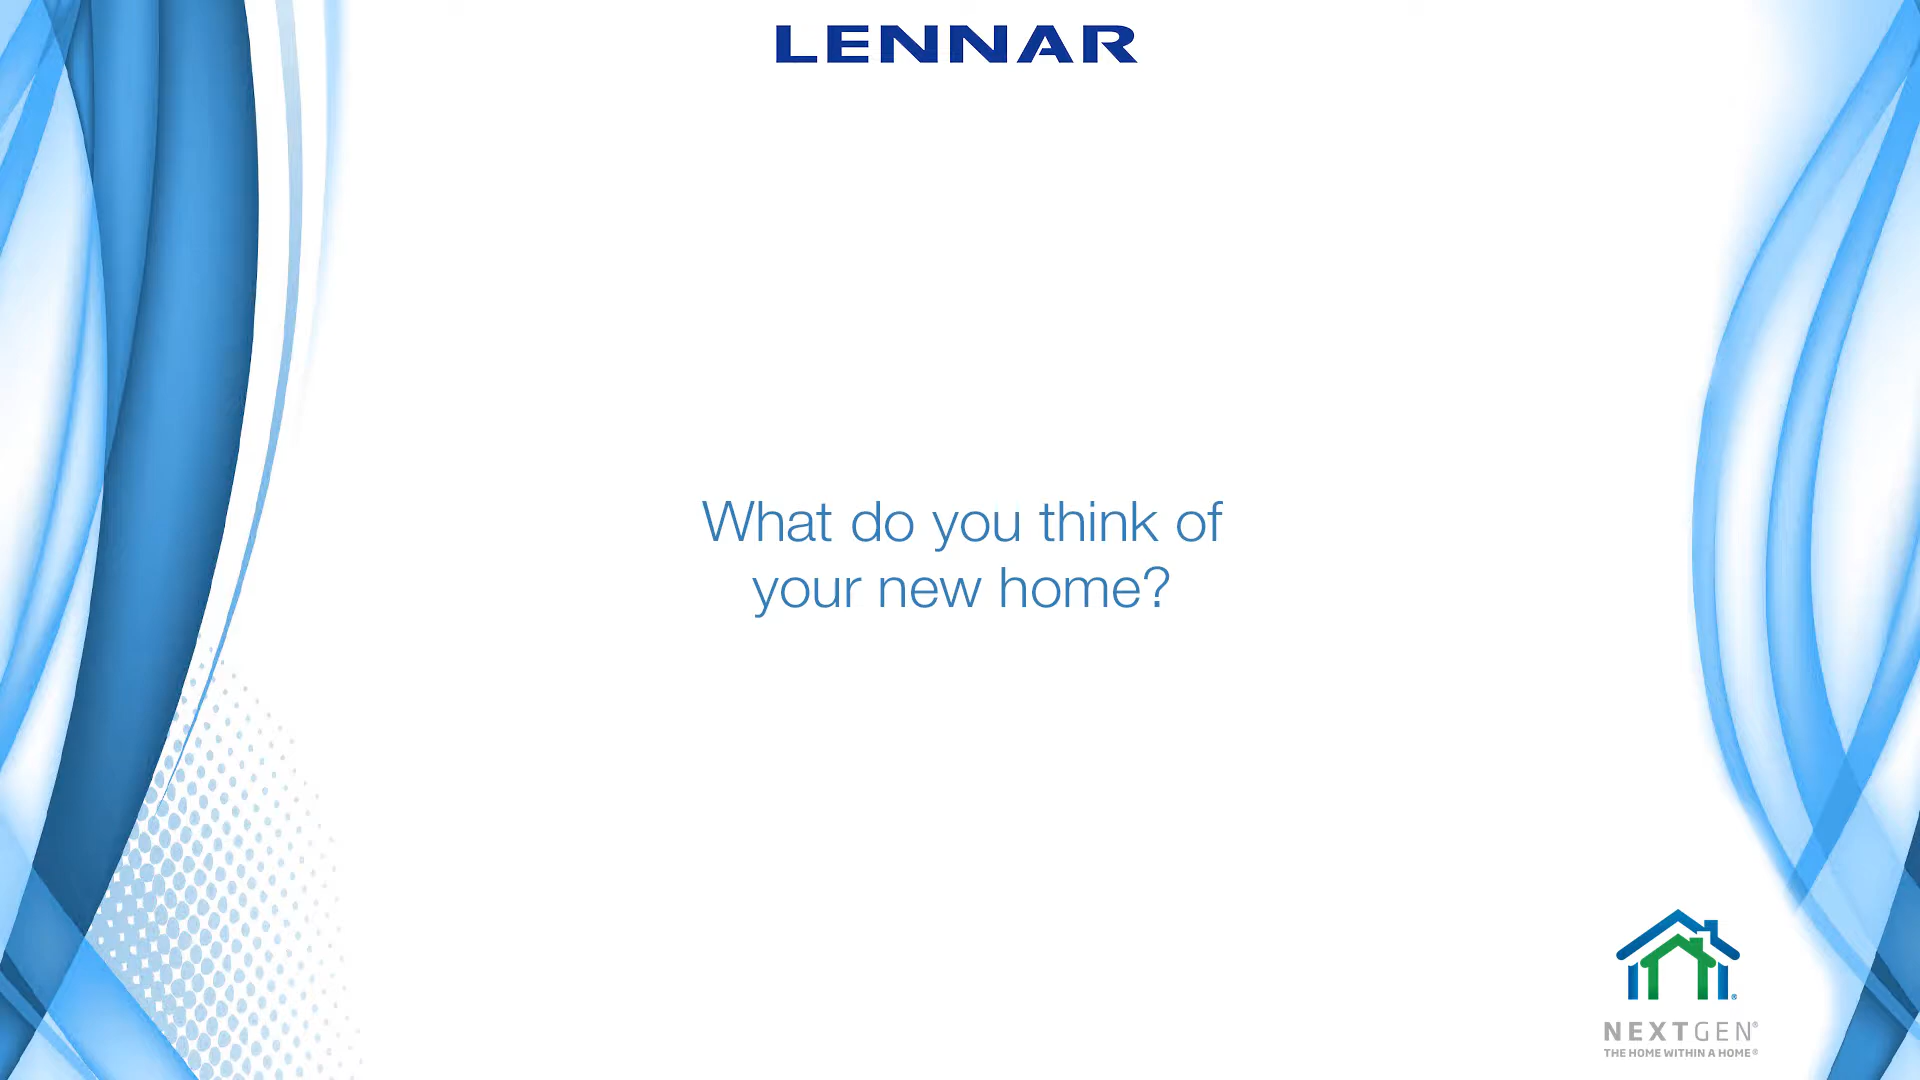 LENNAR
What do you think of
your new home?
NEXTGEN®
THE HOME WITHIN A HOME®